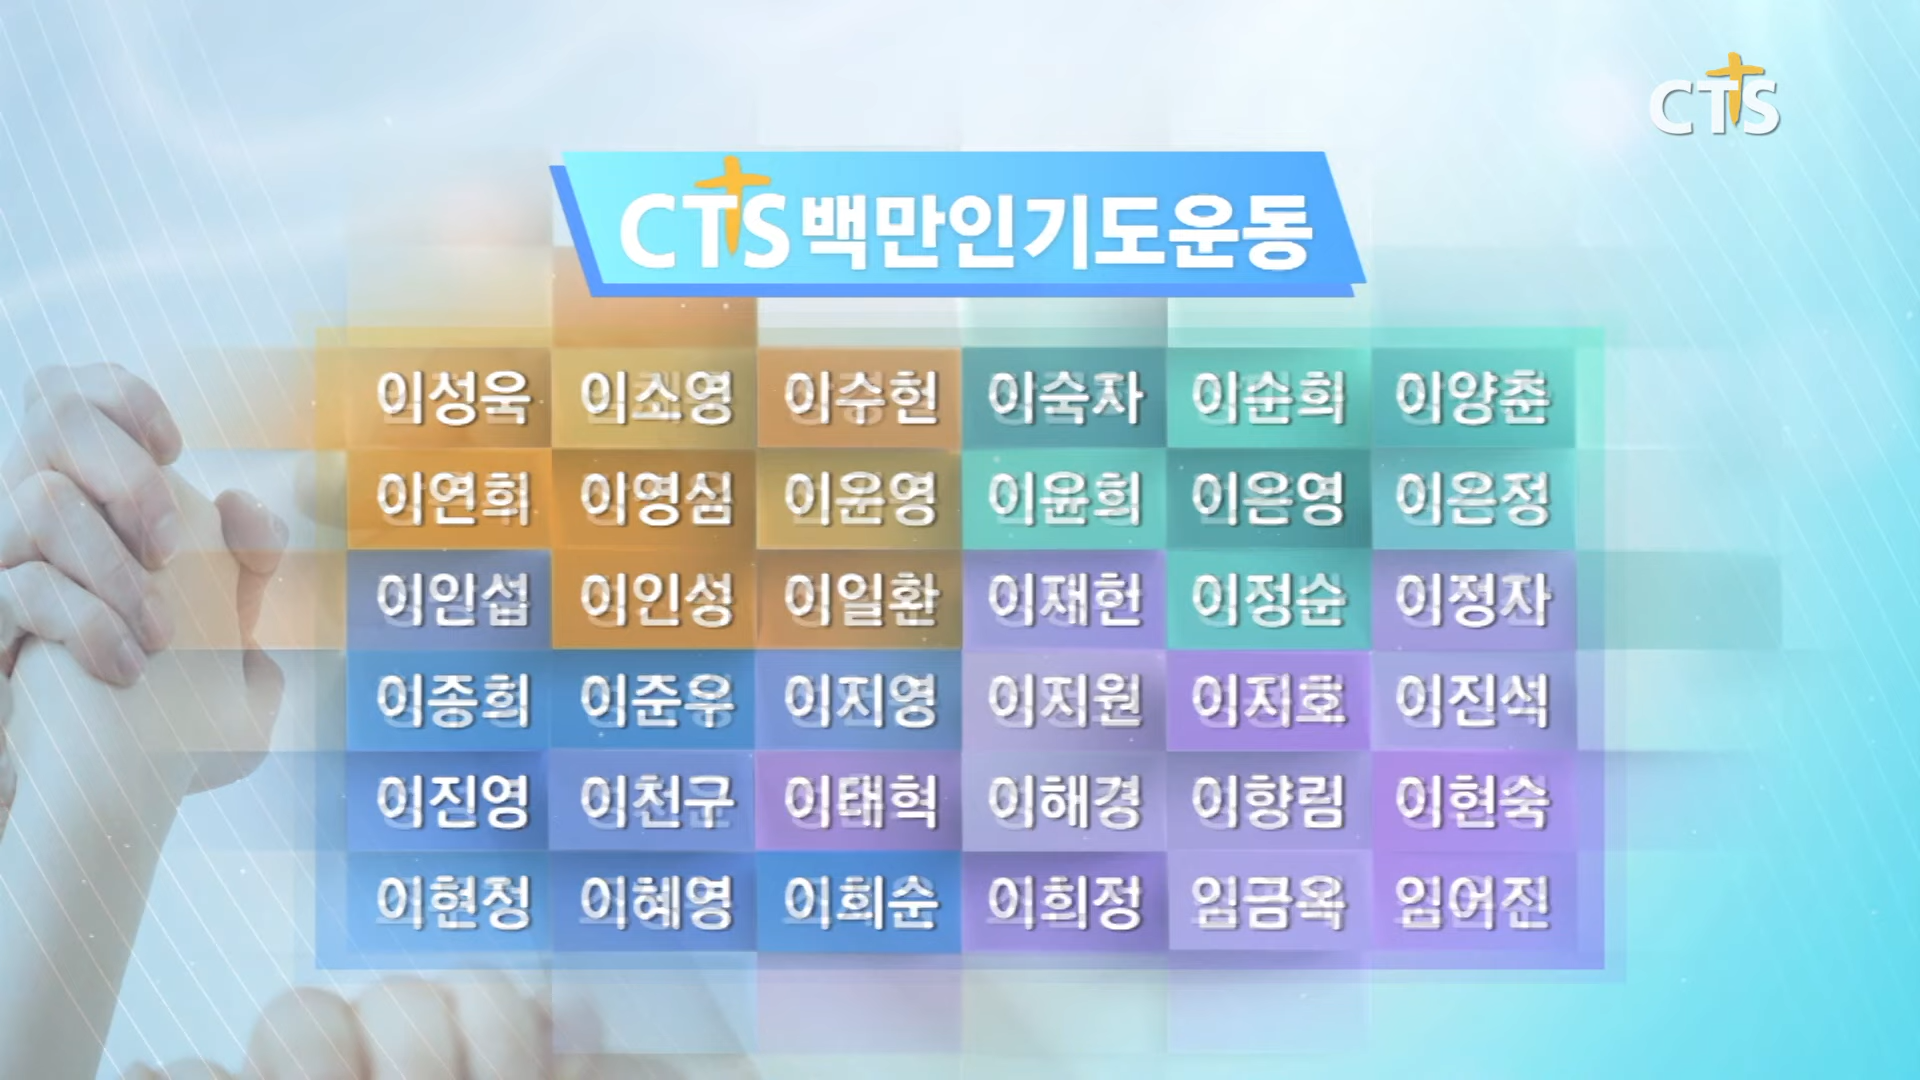 CTS
CTS백만인기도운동
이성욱 이소영 이수헌 이숙자 이순희 이양춘
이연희 이영심 이운영 이윤희 이은영 이은정
이인섭 이인성 이일환 이재헌 이정순 이정자
이종희 이준우 이지영 이지원 이지호 이진석
이진영 이천구 이태혁 이해경 이향림 이현숙
이현정 이혜영 이희순 이희정 임금옥 임어진